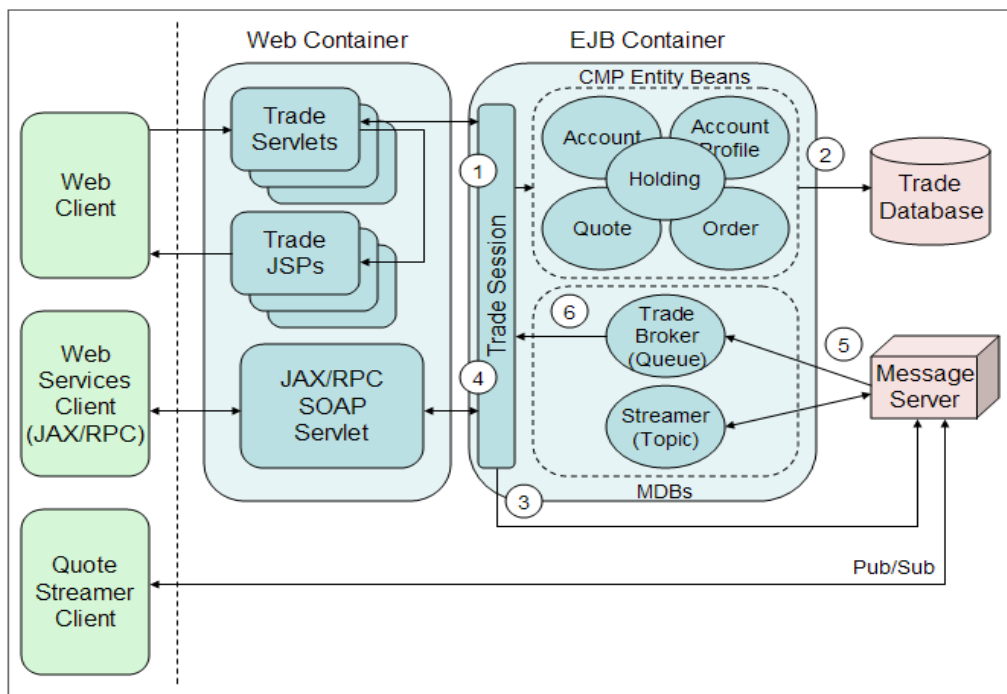 Web Container
EJB Container
CMP Entity Beans
Web
Client
Trade
Servlets
Trade
JSPs
1
Trade Session
Account
Account
Profile
Holding
Quote
Order
2
Trade
Database
Web
Services
Client
(JAX/RPC)
JAX/RPC
SOAP
Servlet
4
6
Trade
Broker
(Queue)
Streamer
(Topic)
MDBs
5
Message
Server
3
Quote
Streamer
Client
Pub/Sub